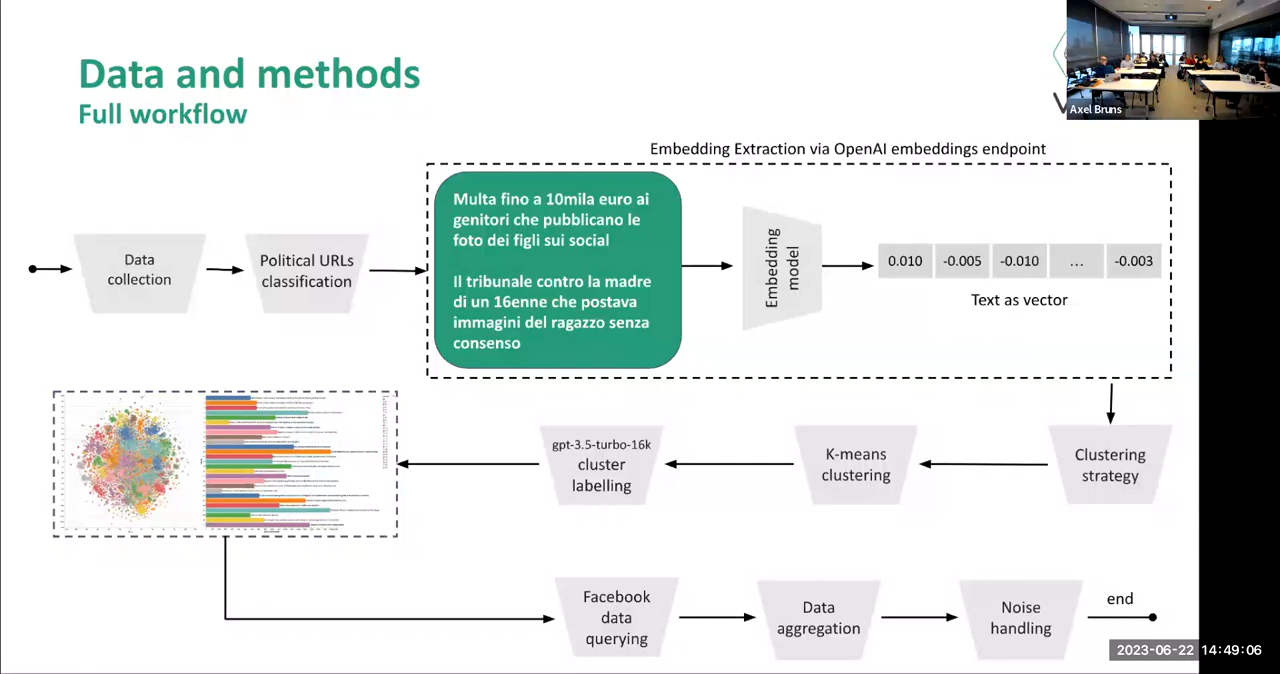 Data and methods
Full workflow
Axel Bruns
Embedding Extraction via OpenAI embeddings endpoint
Data
collection
Political URLs
classification
Multa fino a 10mila euro ai
genitori che pubblicano le
foto dei figli sui social
Il tribunale contro la madre
di un 16enne che postava
immagini del ragazzo senza
consenso
Embedding
model
0.010
-0.005
-0.010
...
-0.003
Text as vector
Clustering
strategy
K-means
clustering
gpt-3.5-turbo-16k
cluster
labelling
Facebook
data
querying
Data
aggregation
Noise
handling
end
2023-06-22 14:49:06